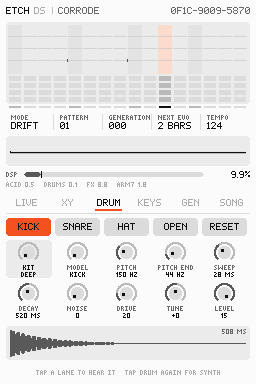 ETCH DS | CORRODE 0F1C-9009-5870
MODE PATTERN GENERATION NEXT EVO TEMPO
DRIFT 01 000 2 BARS 124
DSP 9.9%
ACID 0.5 DRUMS 0.1 FX 8.8 ARM7 1.8
LIVE XY DRUM KEYS GEN SONG
KICK SNARE HAT OPEN RESET
KIT MODEL PITCH PITCH END SWEEP
DEEP KICK 150 HZ 44 HZ 28 MS
DECAY NOISE DRIVE TUNE LEVEL
520 MS 0 20 +0 15
508 MS
TAP A LANE TO HEAR IT TAP DRUM AGAIN FOR SYNTH